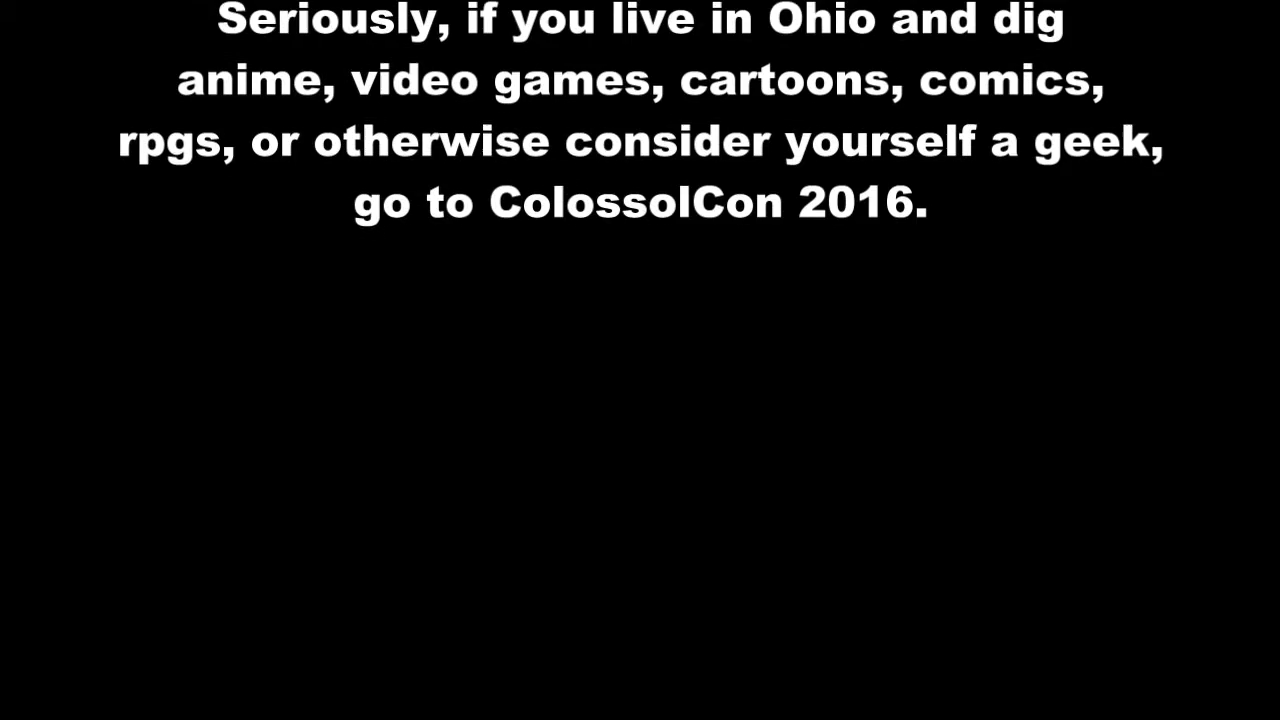 Seriously, if you live in Ohio and dig
anime, video games, cartoons, comics,
rpgs, or otherwise consider yourself a geek,
go to ColossolCon 2016.